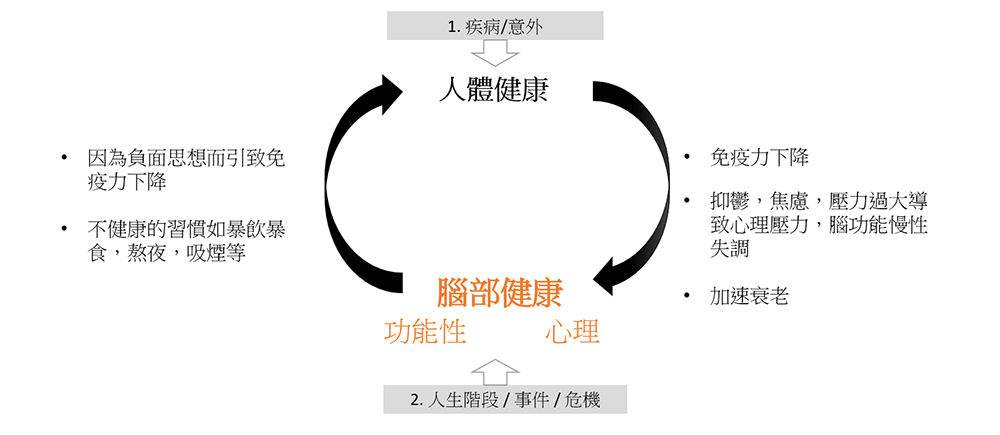 1. 疾病/意外
人體健康
• 因為負面思想而引致免
疫力下降
• 不健康的習慣如暴飲暴
食，熬夜，吸煙等
• 免疫力下降
• 抑鬱，焦慮，壓力過大導
致心理壓力，腦功能慢性
失調
• 加速衰老
腦部健康
功能性 心理
2. 人生階段 / 事件 / 危機